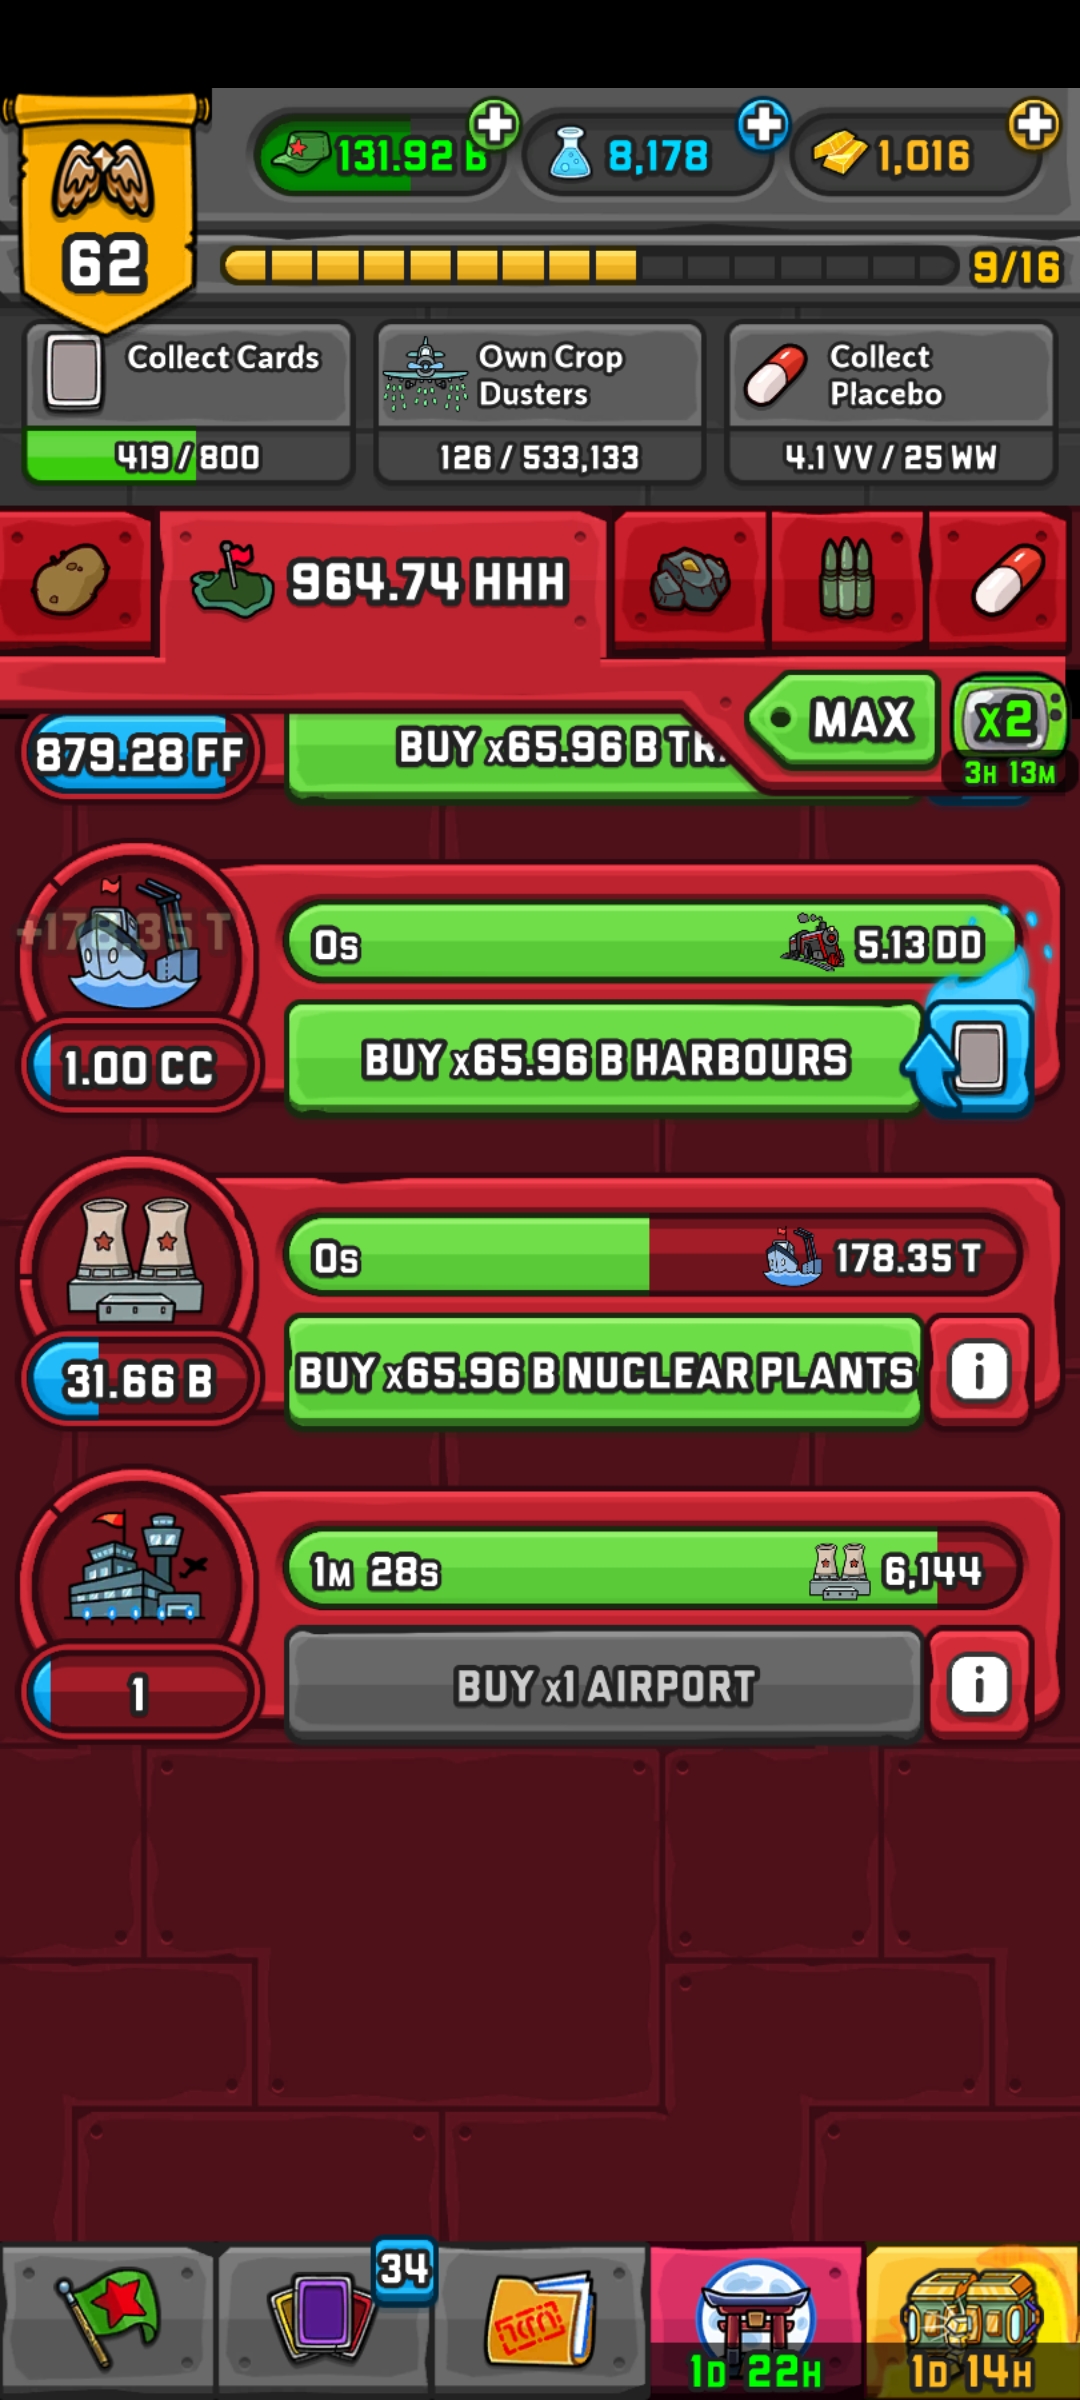 131.92 B
8,178
1,016
62
9/16
Collect Cards
419 / 800
Own Crop
Dusters
126 / 533,133
Collect
Placebo
4.1 VV / 25 WW
964.74 HHH
MAX
x2
3H 13M
879.28 FF
BUY x65.96 B
+178.35 T
0s
5.13 DD
1.00 CC
BUY x65.96 B HARBOURS
0s
178.35 T
31.66 B
BUY x65.96 B NUCLEAR PLANTS
i
1M 28s
6,144
1
BUY x1 AIRPORT
i
34
1D 22H
1D 14H